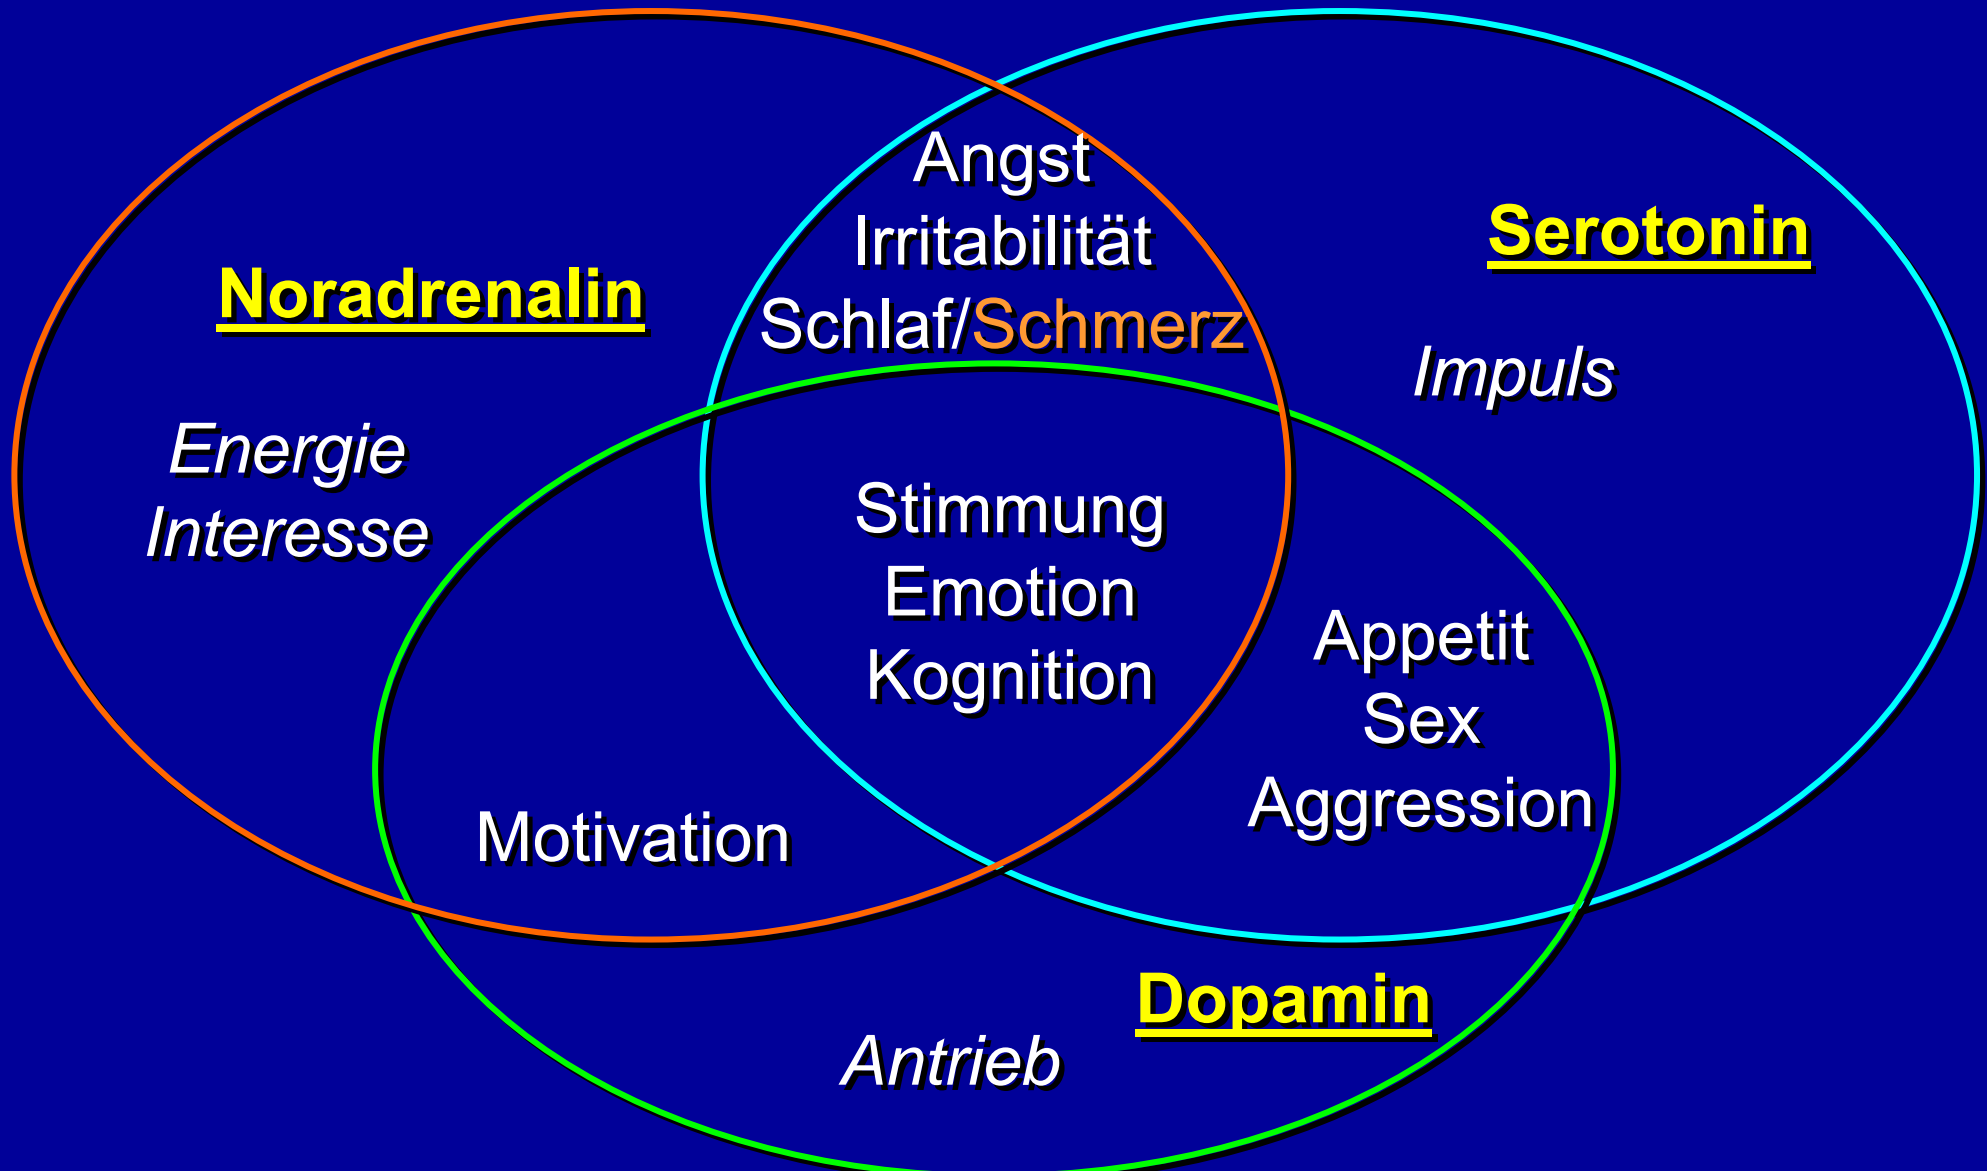 Noradrenalin
Energie
Interesse
Angst
Irritabilität
Schlaf/Schmerz
Serotonin
Impuls
Stimmung
Emotion
Kognition
Appetit
Sex
Aggression
Motivation
Dopamin
Antrieb